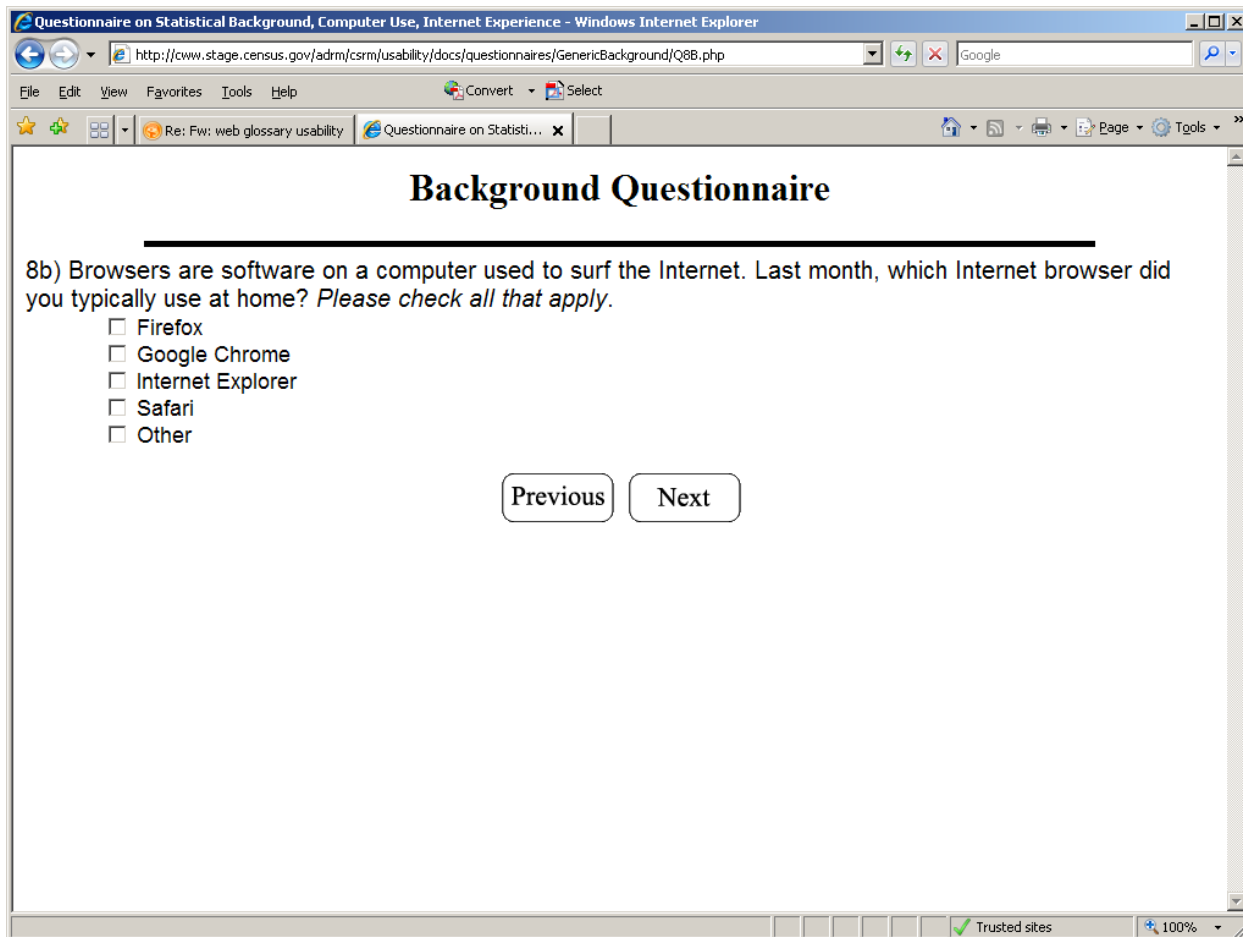 Questionnaire on Statistical Background, Computer Use, Internet Experience - Windows Internet Explorer
http://cww.stage.census.gov/adrm/csrm/usability/docs/questionnaires/GenericBackground/Q8B.php Google
File Edit View Favorites Tools Help Convert Select
Re: Fw: web glossary usability Questionnaire on Statisti... Page Tools
Background Questionnaire
8b) Browsers are software on a computer used to surf the Internet. Last month, which Internet browser did
you typically use at home? Please check all that apply.
Firefox
Google Chrome
Internet Explorer
Safari
Other
Previous Next
Trusted sites 100%